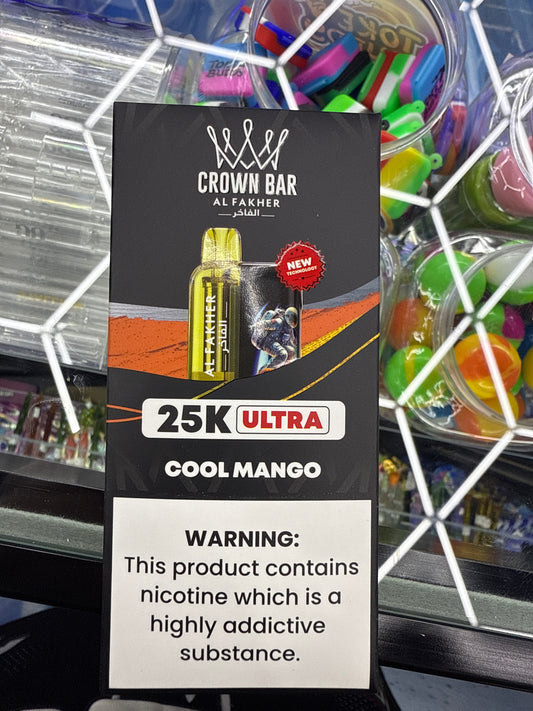 TOKE
CROWN BAR
AL FAKHER
الفاخر
NEW
TECHNOLOGY
AL FAKHER
الفاخر
25K ULTRA
COOL MANGO
WARNING:
This product contains
nicotine which is a
highly addictive
substance.